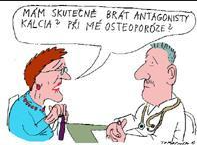 MÁM SKUTEČNĚ BRÁT ANTAGONISTY
KALCIA? PŘI MÉ OSTEOPORÓZE?